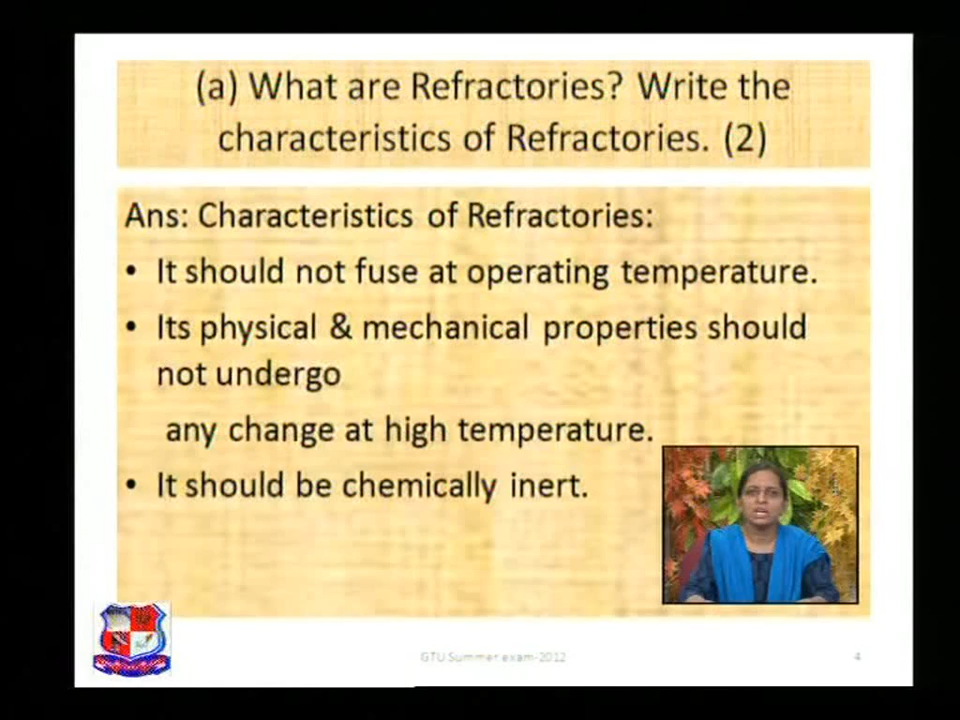 (a) What are Refractories? Write the
characteristics of Refractories. (2)
Ans: Characteristics of Refractories:
• It should not fuse at operating temperature.
• Its physical & mechanical properties should
not undergo
any change at high temperature.
• It should be chemically inert.
GTU Summer exam-2012
4